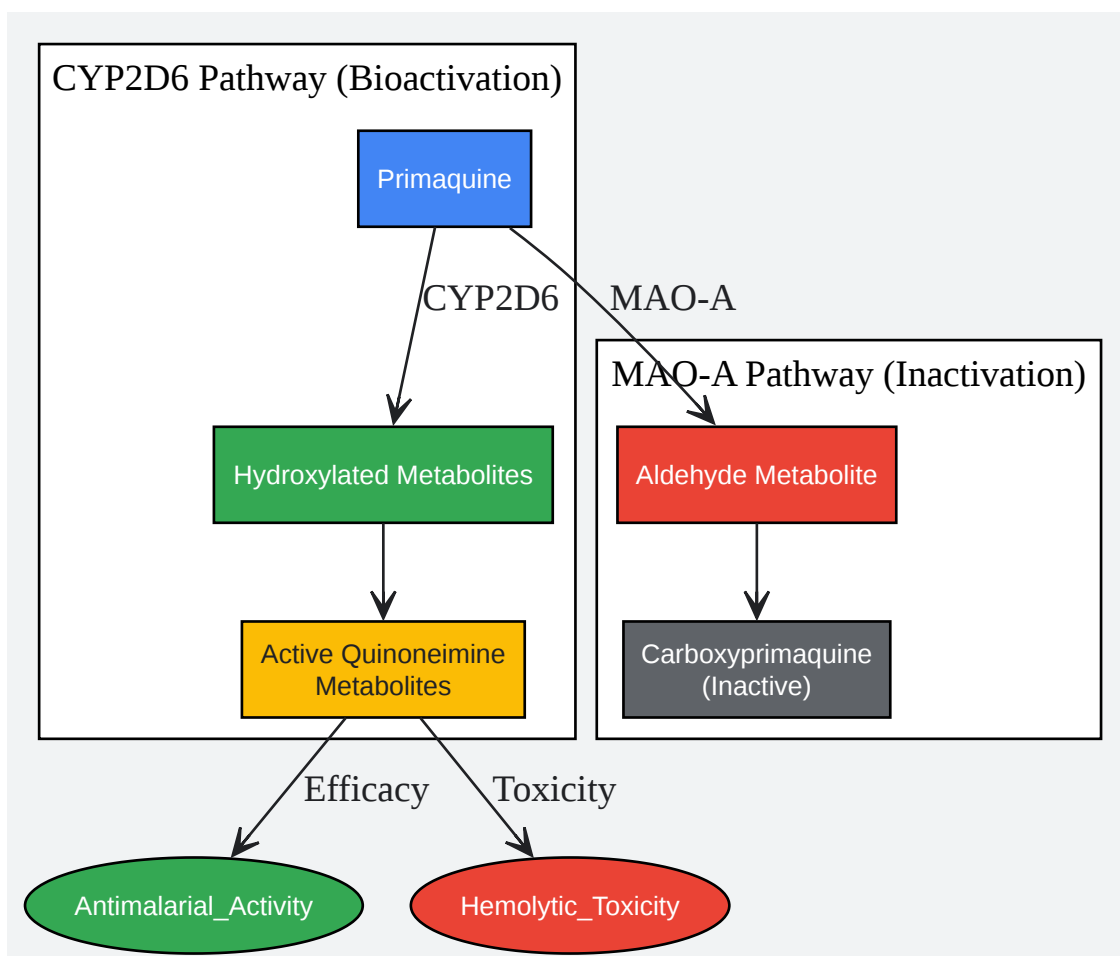 CYP2D6 Pathway (Bioactivation)
Primaquine
CYP2D6
MAO-A
MAO-A Pathway (Inactivation)
Hydroxylated Metabolites
Aldehyde Metabolite
Active Quinoneimine
Metabolites
Carboxyprimaquine
(Inactive)
Efficacy
Toxicity
Antimalarial_Activity
Hemolytic_Toxicity